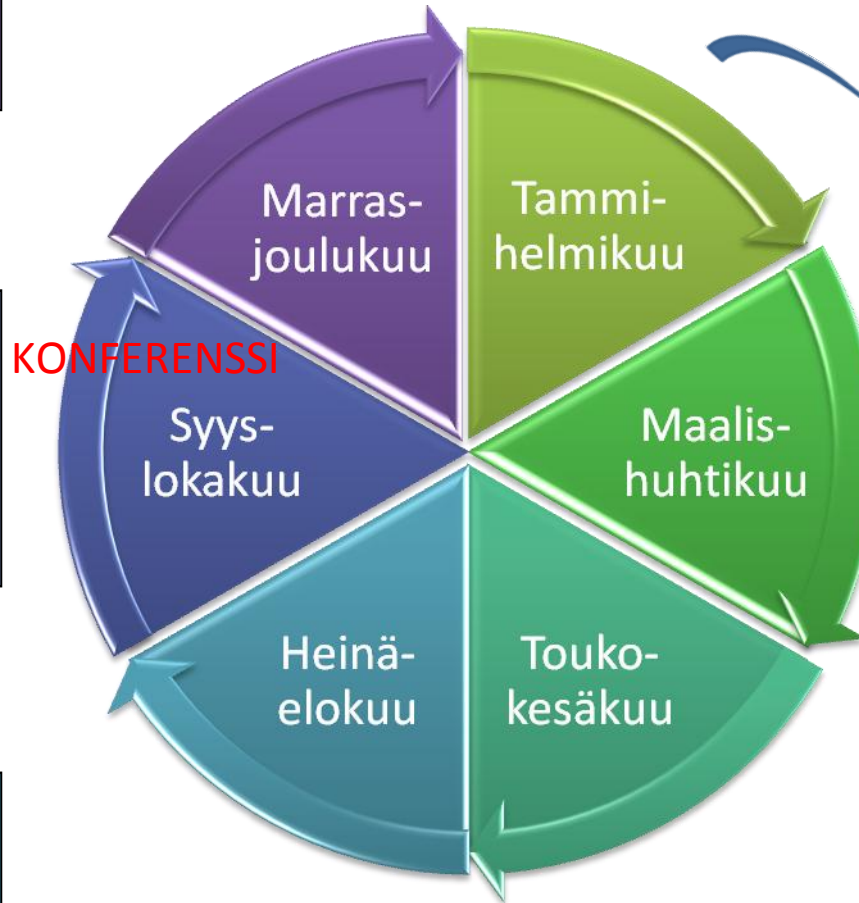 Marras-
joulukuu
Tammi-
helmikuu
KONFERENSSI
Syys-
lokakuu
Maalis-
huhtikuu
Heinä-
elokuu
Touko-
kesäkuu